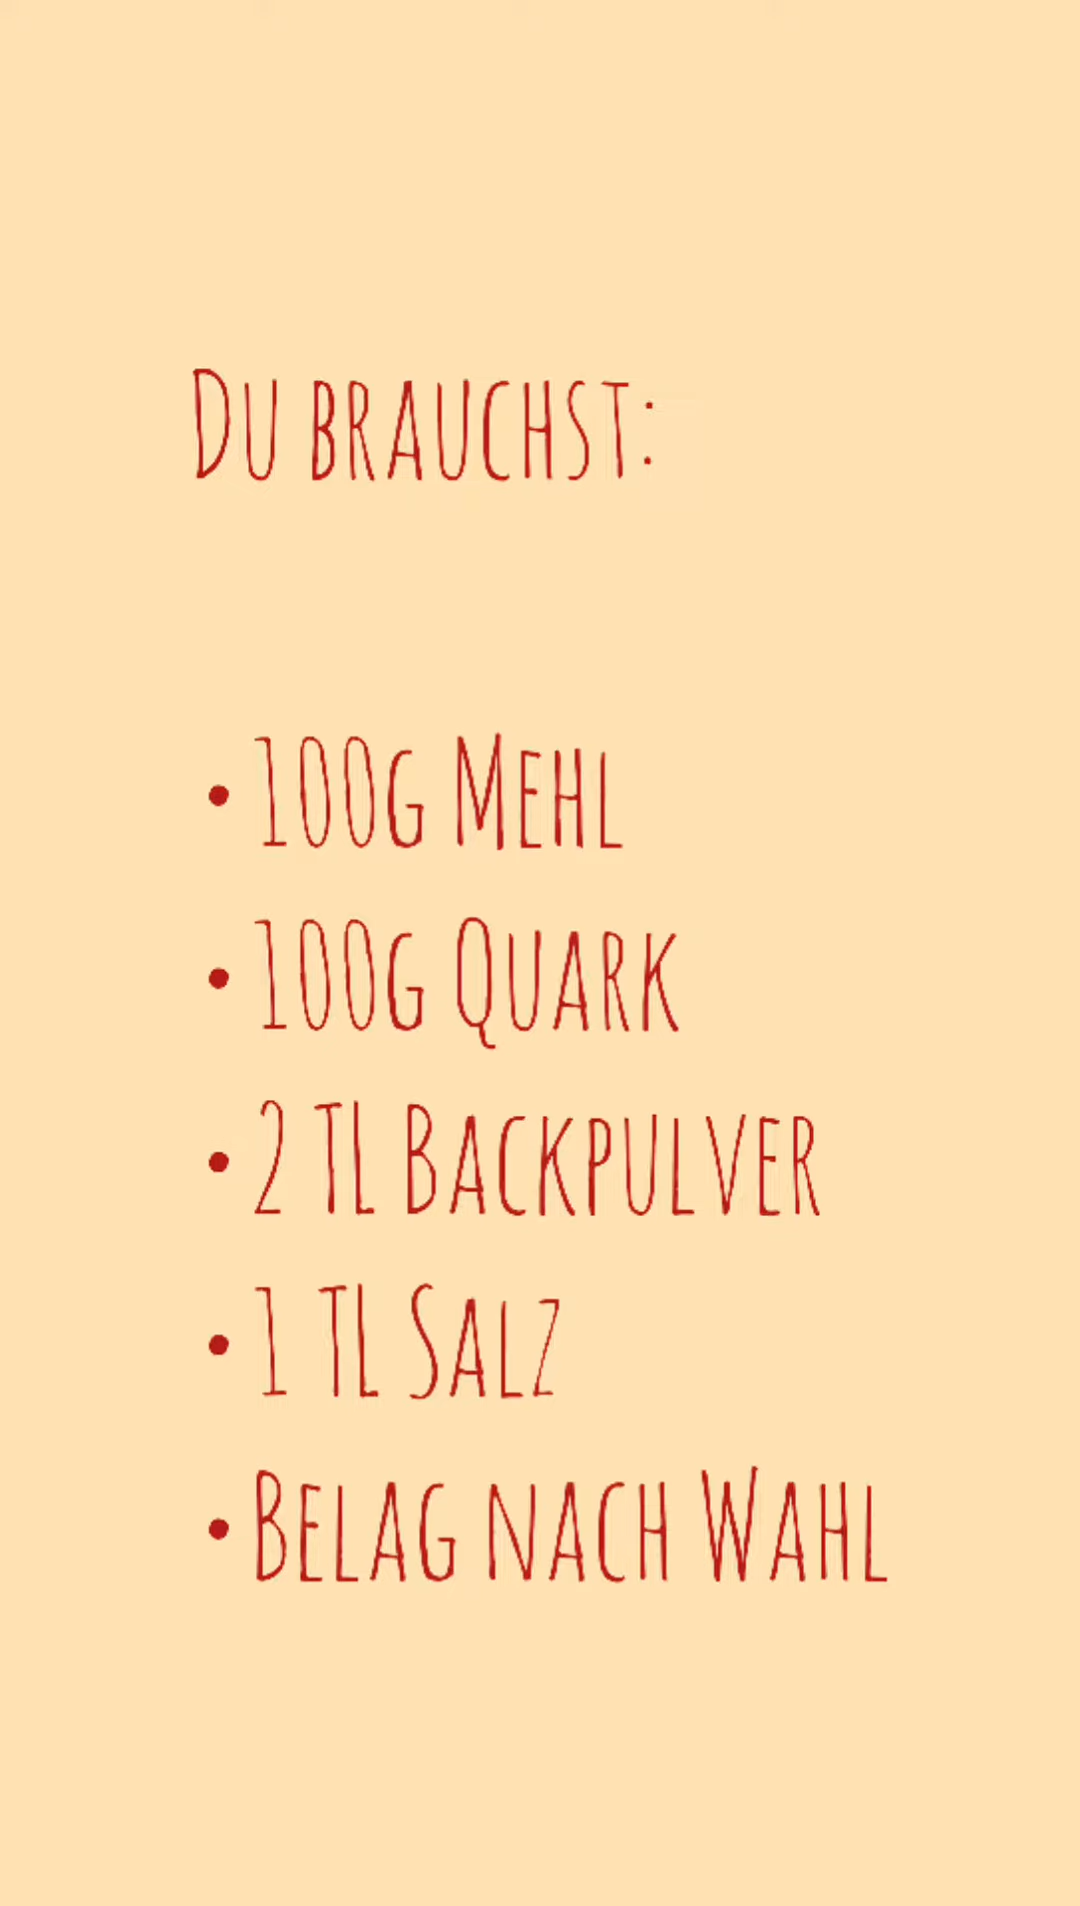 Du brauchst:
• 100g Mehl
• 100g Quark
• 2 TL Backpulver
• 1 TL Salz
• Belag nach Wahl